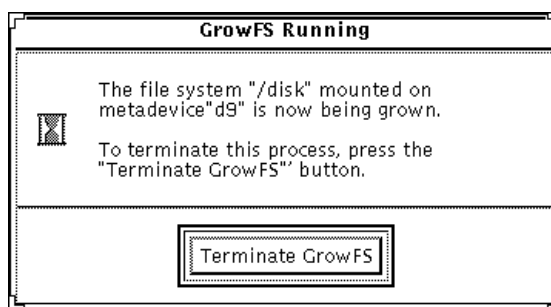 GrowFS Running
The file system "/disk" mounted on
metadevice"d9" is now being grown.
To terminate this process, press the
"Terminate GrowFS"' button.
Terminate GrowFS